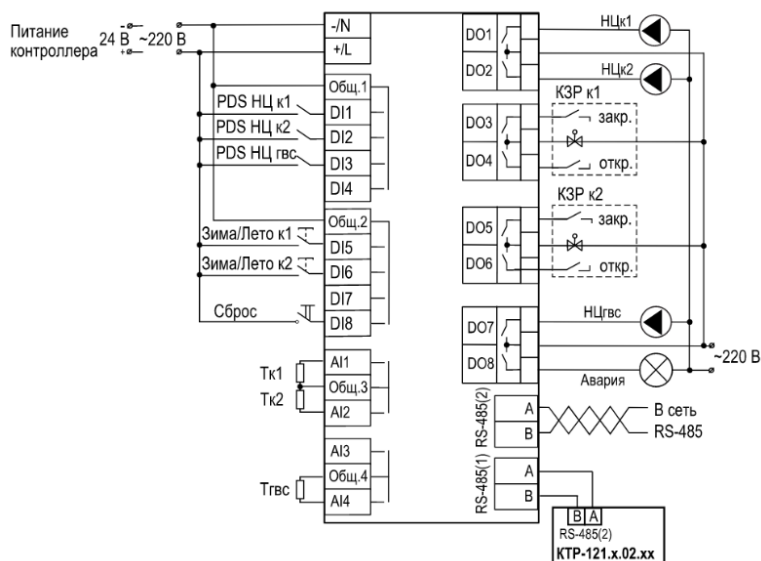 Питание
контроллера
-
+
24 В
~220 В
-/N
+/L
Общ.1
PDS НЦ к1
DI1
PDS НЦ к2
DI2
PDS НЦ гвс
DI3
DI4
Общ.2
Зима/Лето к1
DI5
Зима/Лето к2
DI6
DI7
Сброс
DI8
Тк1
AI1
Общ.3
Тк2
AI2
AI3
Общ.4
Тгвс
AI4
DO1
НЦк1
DO2
НЦк2
КЗР к1
DO3
закр.
DO4
откр.
КЗР к2
DO5
закр.
DO6
откр.
DO7
НЦгвс
DO8
Авария
~220 В
RS-485(2)
A
B
В сеть
RS-485
RS-485(1)
A
B
B A
RS-485(2)
КТР-121.x.02.xx